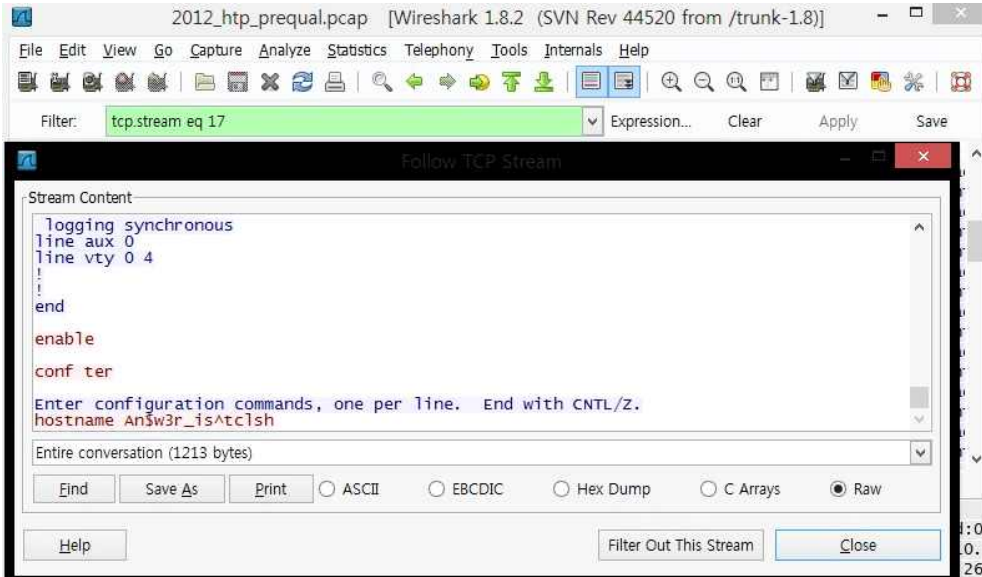 2012_htp_prequal.pcap [Wireshark 1.8.2 (SVN Rev 44520 from /trunk-1.8)]
File Edit View Go Capture Analyze Statistics Telephony Tools Internals Help
Filter: tcp.stream eq 17 Expression... Clear Apply Save
Follow TCP Stream
Stream Content
logging synchronous
line aux 0
line vty 0 4
!
!
end
enable
conf ter
Enter configuration commands, one per line. End with CNTL/Z.
hostname An$w3r_is^tclsh
Entire conversation (1213 bytes)
Find Save As Print ASCII EBCDIC Hex Dump C Arrays Raw
Help Filter Out This Stream Close